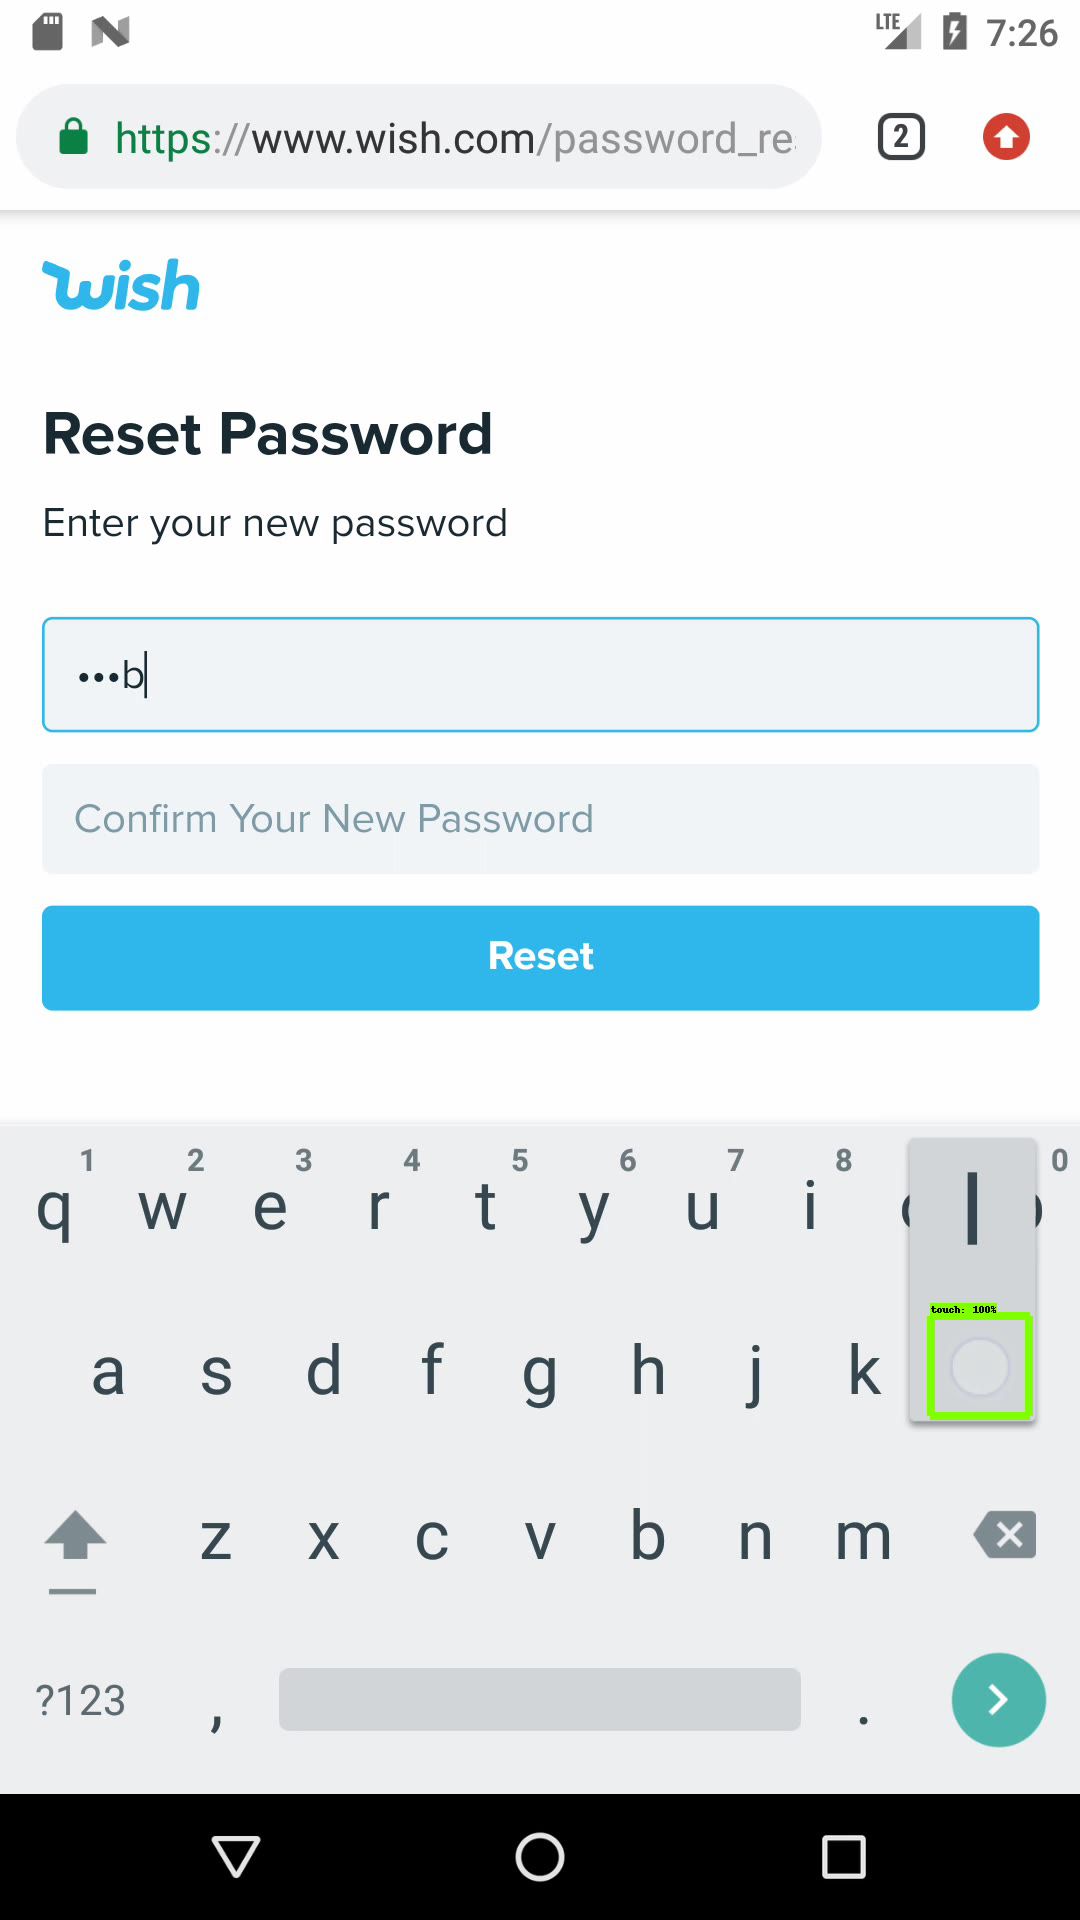 LTE 7:26
https://www.wish.com/password_re
2
wish
Reset Password
Enter your new password
•••b
Confirm Your New Password
Reset
1 2 3 4 5 6 7 8 0
q w e r t y u i l
touch: 100%
a s d f g h j k
z x c v b n m
?123 , .